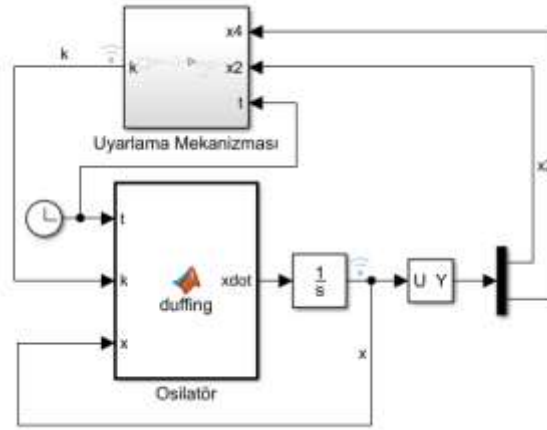 x4
k
k
x2
t
Uyarlama Mekanizması
t
k
duffing
xdot
1
s
U Y
x
x
Osilatör